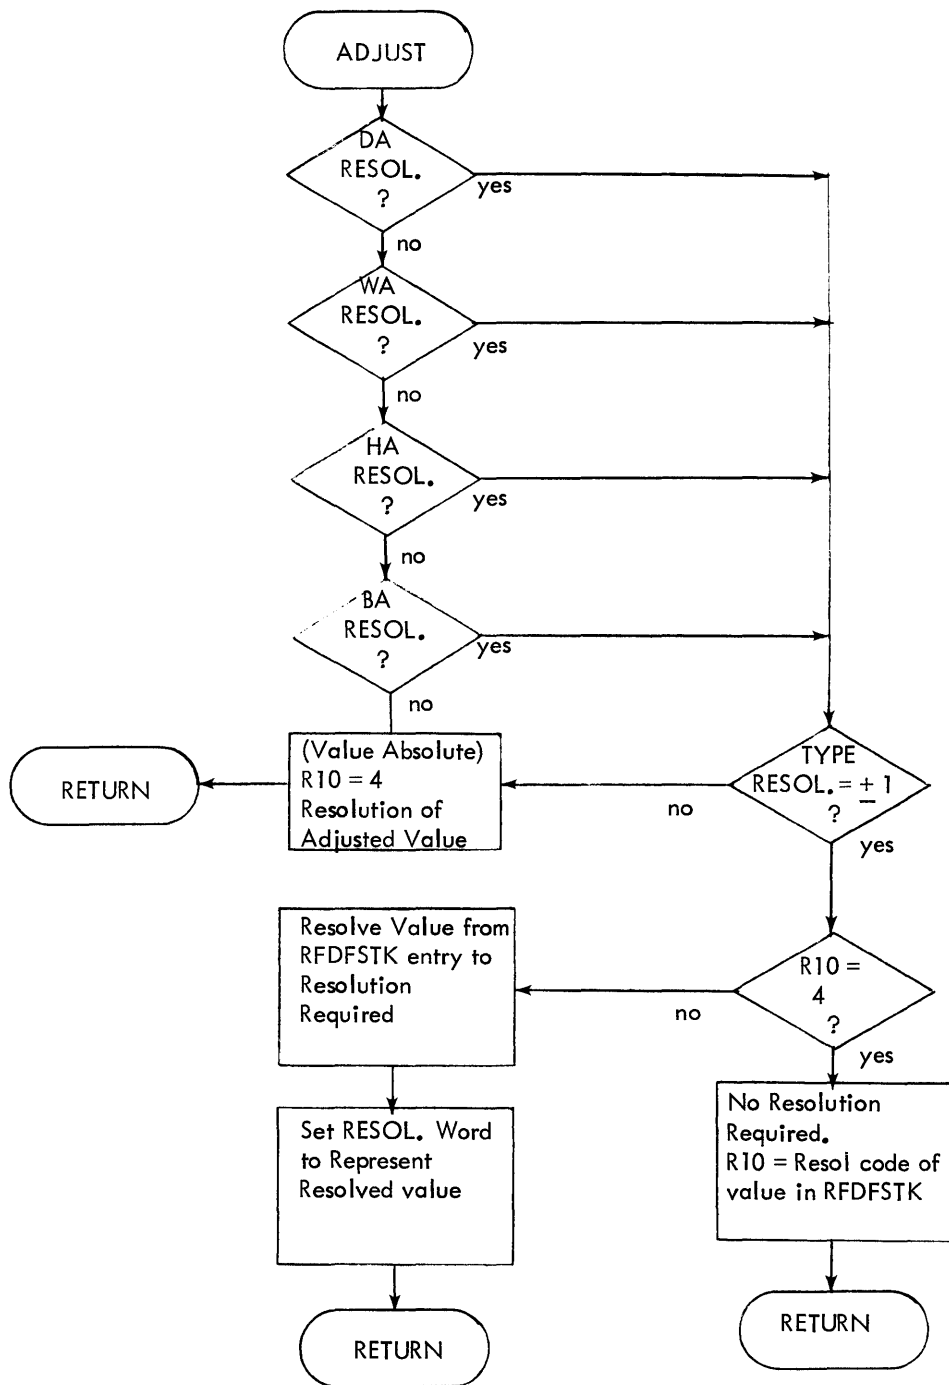 ADJUST
DA
RESOL.
?
yes
no
WA
RESOL.
?
yes
no
HA
RESOL.
?
yes
no
BA
RESOL.
?
yes
no
(Value Absolute)
R10 = 4
Resolution of
Adjusted Value
RETURN
TYPE
RESOL. = ± 1
?
no
yes
R10 =
4
?
no
yes
Resolve Value from
RFDFSTK entry to
Resolution
Required
Set RESOL. Word
to Represent
Resolved value
RETURN
No Resolution
Required.
R10 = Resol code of
value in RFDFSTK
RETURN